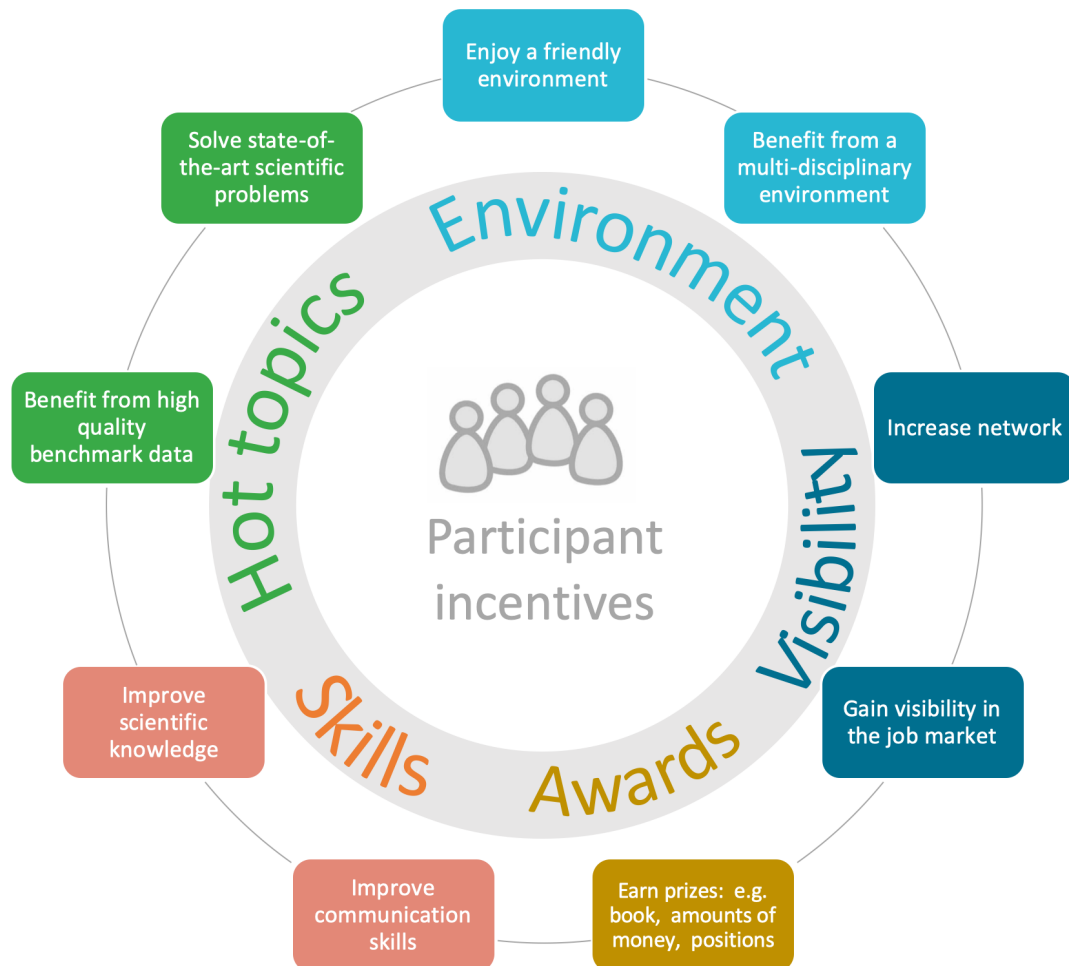 Enjoy a friendly
environment
Solve state-of-
the-art scientific
problems
Benefit from a
multi-disciplinary
environment
Environment
Hot topics
Benefit from high
quality
benchmark data
Increase network
Participant
incentives
Visibility
Improve
scientific
knowledge
Gain visibility in
the job market
Skills
Awards
Improve
communication
skills
Earn prizes: e.g.
book, amounts of
money, positions